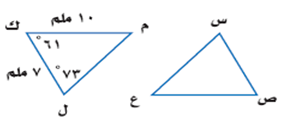 ١٠ ملم
ك م س
°٦١
٧ ملم °٧٣
ل ع ص